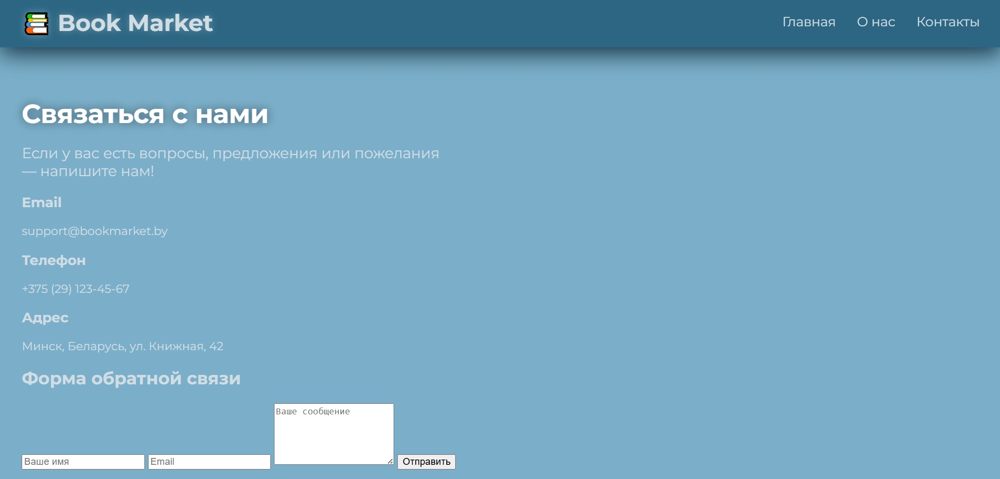 Book Market
Главная О нас Контакты
Связаться с нами
Если у вас есть вопросы, предложения или пожелания
— напишите нам!
Email
support@bookmarket.by
Телефон
+375 (29) 123-45-67
Адрес
Минск, Беларусь, ул. Книжная, 42
Форма обратной связи
Ваше имя
Email
Ваше сообщение
Отправить